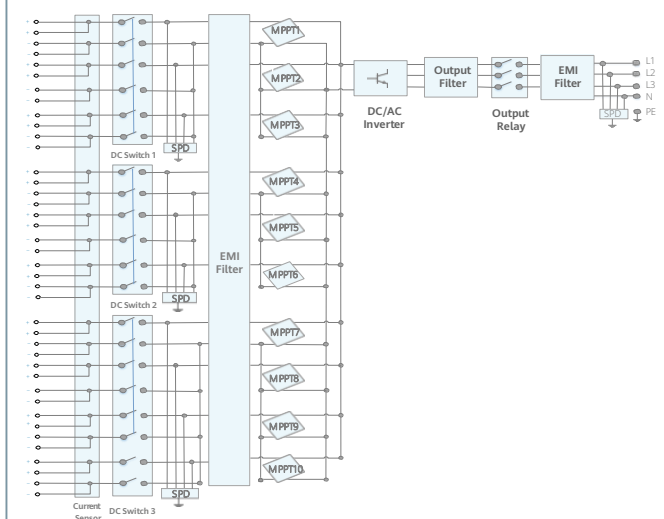 MPPT1
MPPT2
MPPT3
SPD
DC Switch 1
MPPT4
MPPT5
MPPT6
EMI
Filter
SPD
DC Switch 2
MPPT7
MPPT8
MPPT9
MPPT10
SPD
Current
Sensor
DC Switch 3
DC/AC
Inverter
Output
Filter
Output
Relay
EMI
Filter
SPD
L1
L2
L3
N
PE